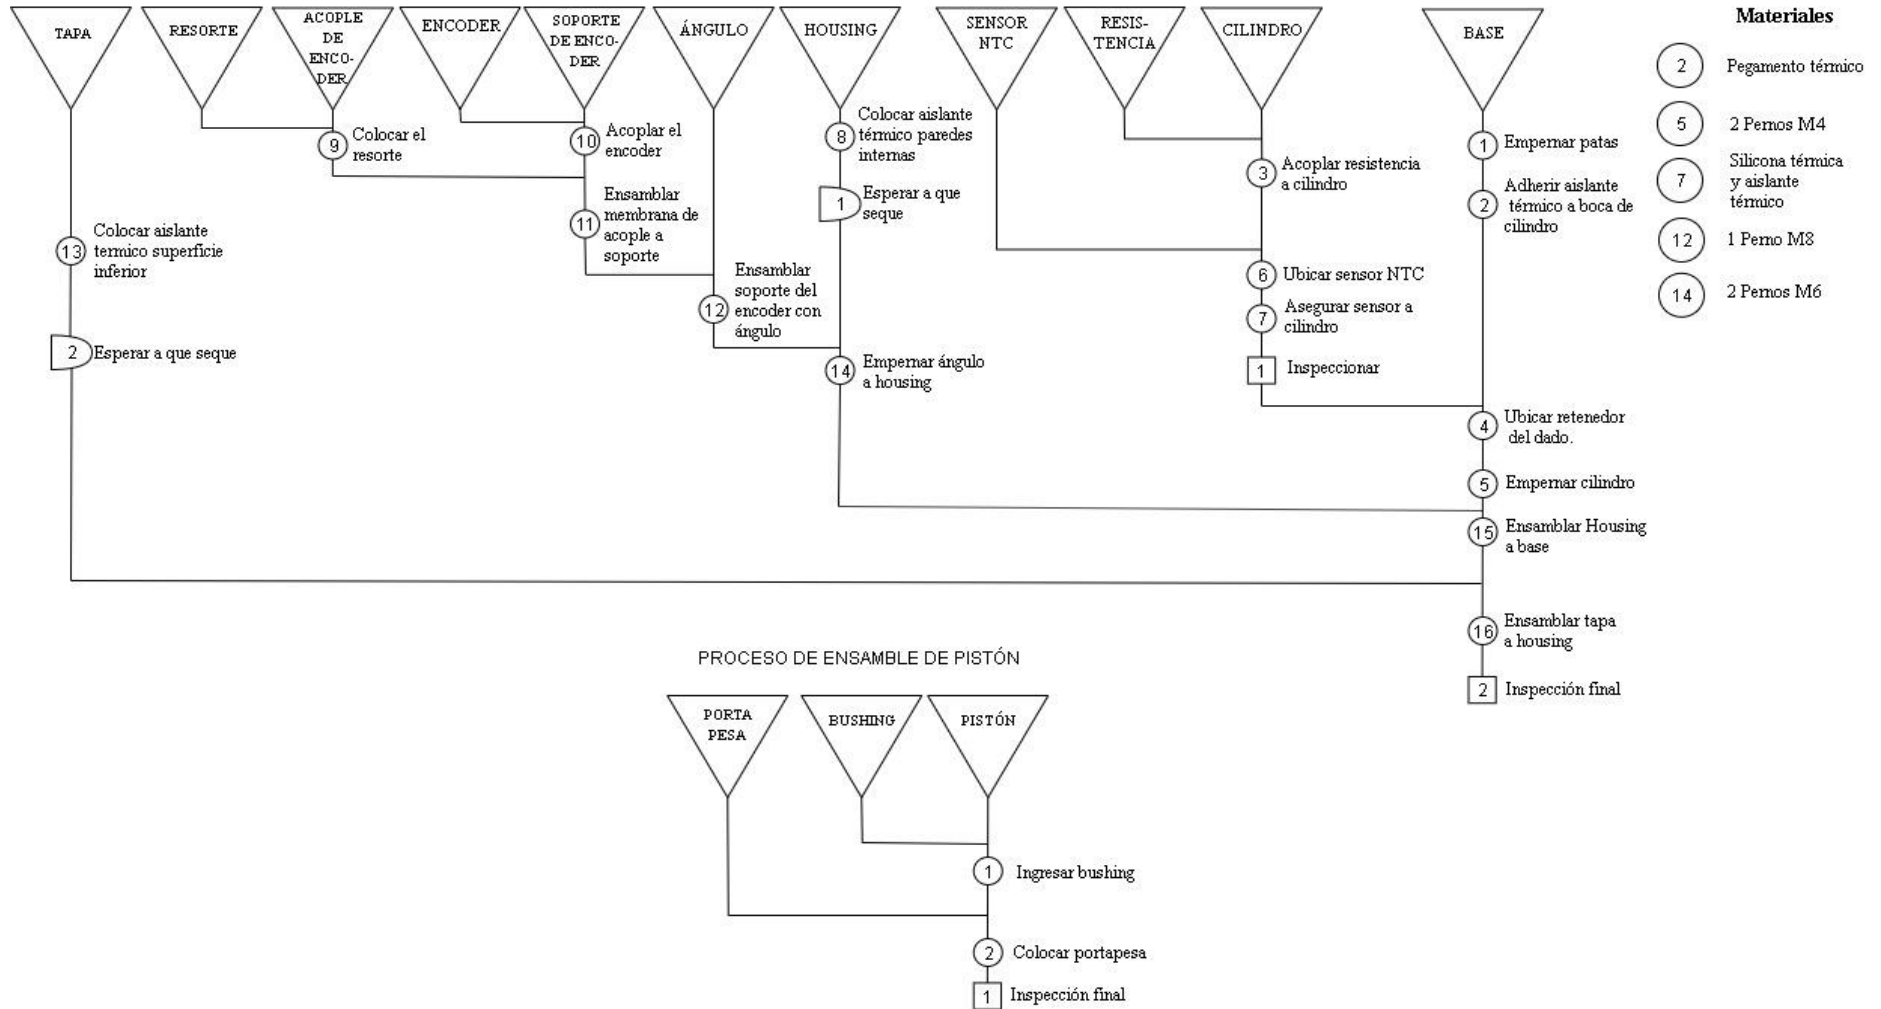 TAPA
RESORTE
ACOPLE
DE
ENCO-
DER
ENCODER
SOPORTE
DE ENCO-
DER
ÁNGULO
HOUSING
SENSOR
NTC
RESIS-
TENCIA
CILINDRO
BASE
Materiales
2
Pegamento térmico
5
2 Pernos M4
7
Silicona térmica
y aislante
térmico
12
1 Perno M8
14
2 Pernos M6
13
Colocar aislante
termico superficie
inferior
2
Esperar a que seque
9
Colocar el
resorte
10
Acoplar el
encoder
11
Ensamblar
membrana de
acople a
soporte
12
Ensamblar
soporte del
encoder con
ángulo
8
Colocar aislante
térmico paredes
internas
1
Esperar a que
seque
14
Empernar ángulo
a housing
3
Acoplar resistencia
a cilindro
6
Ubicar sensor NTC
7
Asegurar sensor a
cilindro
1
Inspeccionar
1
Empernar patas
2
Adherir aislante
térmico a boca de
cilindro
4
Ubicar retenedor
del dado.
5
Empernar cilindro
15
Ensamblar Housing
a base
16
Ensamblar tapa
a housing
2
Inspección final
PROCESO DE ENSAMBLE DE PISTÓN
PORTA
PESA
BUSHING
PISTÓN
1
Ingresar bushing
2
Colocar portapesa
1
Inspección final